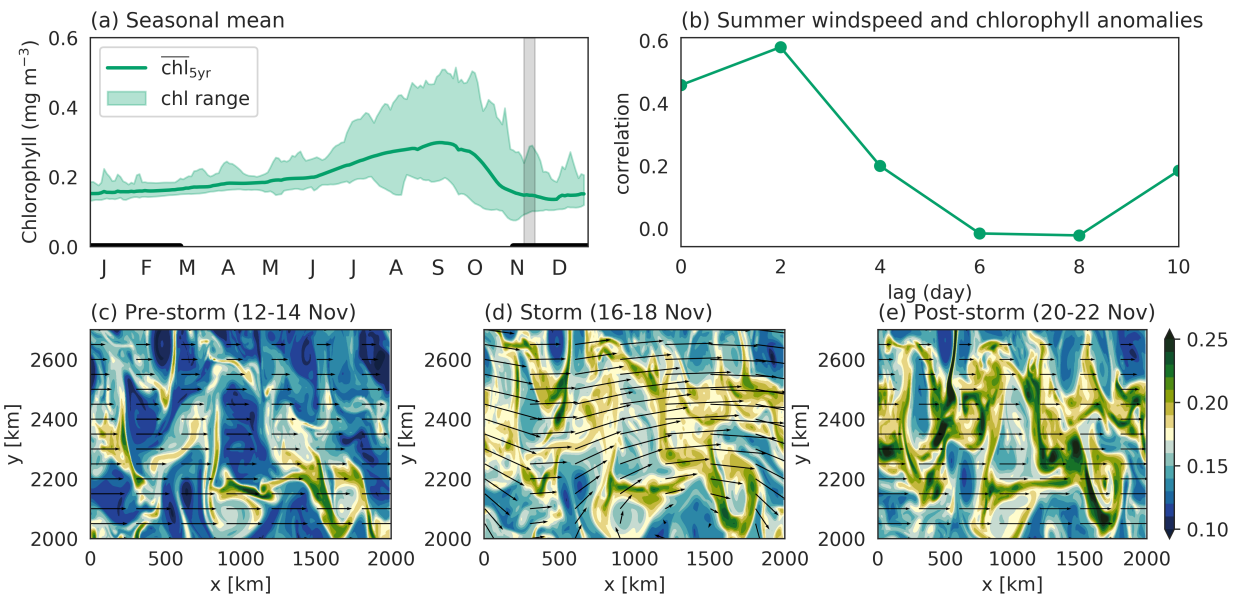 (a) Seasonal mean
Chlorophyll (mg m⁻³)
0.6
0.4
0.2
0.0
chl5yr
chl range
J F M A M J J A S O N D
(b) Summer windspeed and chlorophyll anomalies
correlation
0.6
0.4
0.2
0.0
0 2 4 6 8 10
lag (day)
(c) Pre-storm (12-14 Nov)
y [km]
2600
2400
2200
2000
0 500 1000 1500 2000
x [km]
(d) Storm (16-18 Nov)
y [km]
2600
2400
2200
2000
0 500 1000 1500 2000
x [km]
(e) Post-storm (20-22 Nov)
y [km]
2600
2400
2200
2000
0 500 1000 1500 2000
x [km]
0.25
0.20
0.15
0.10